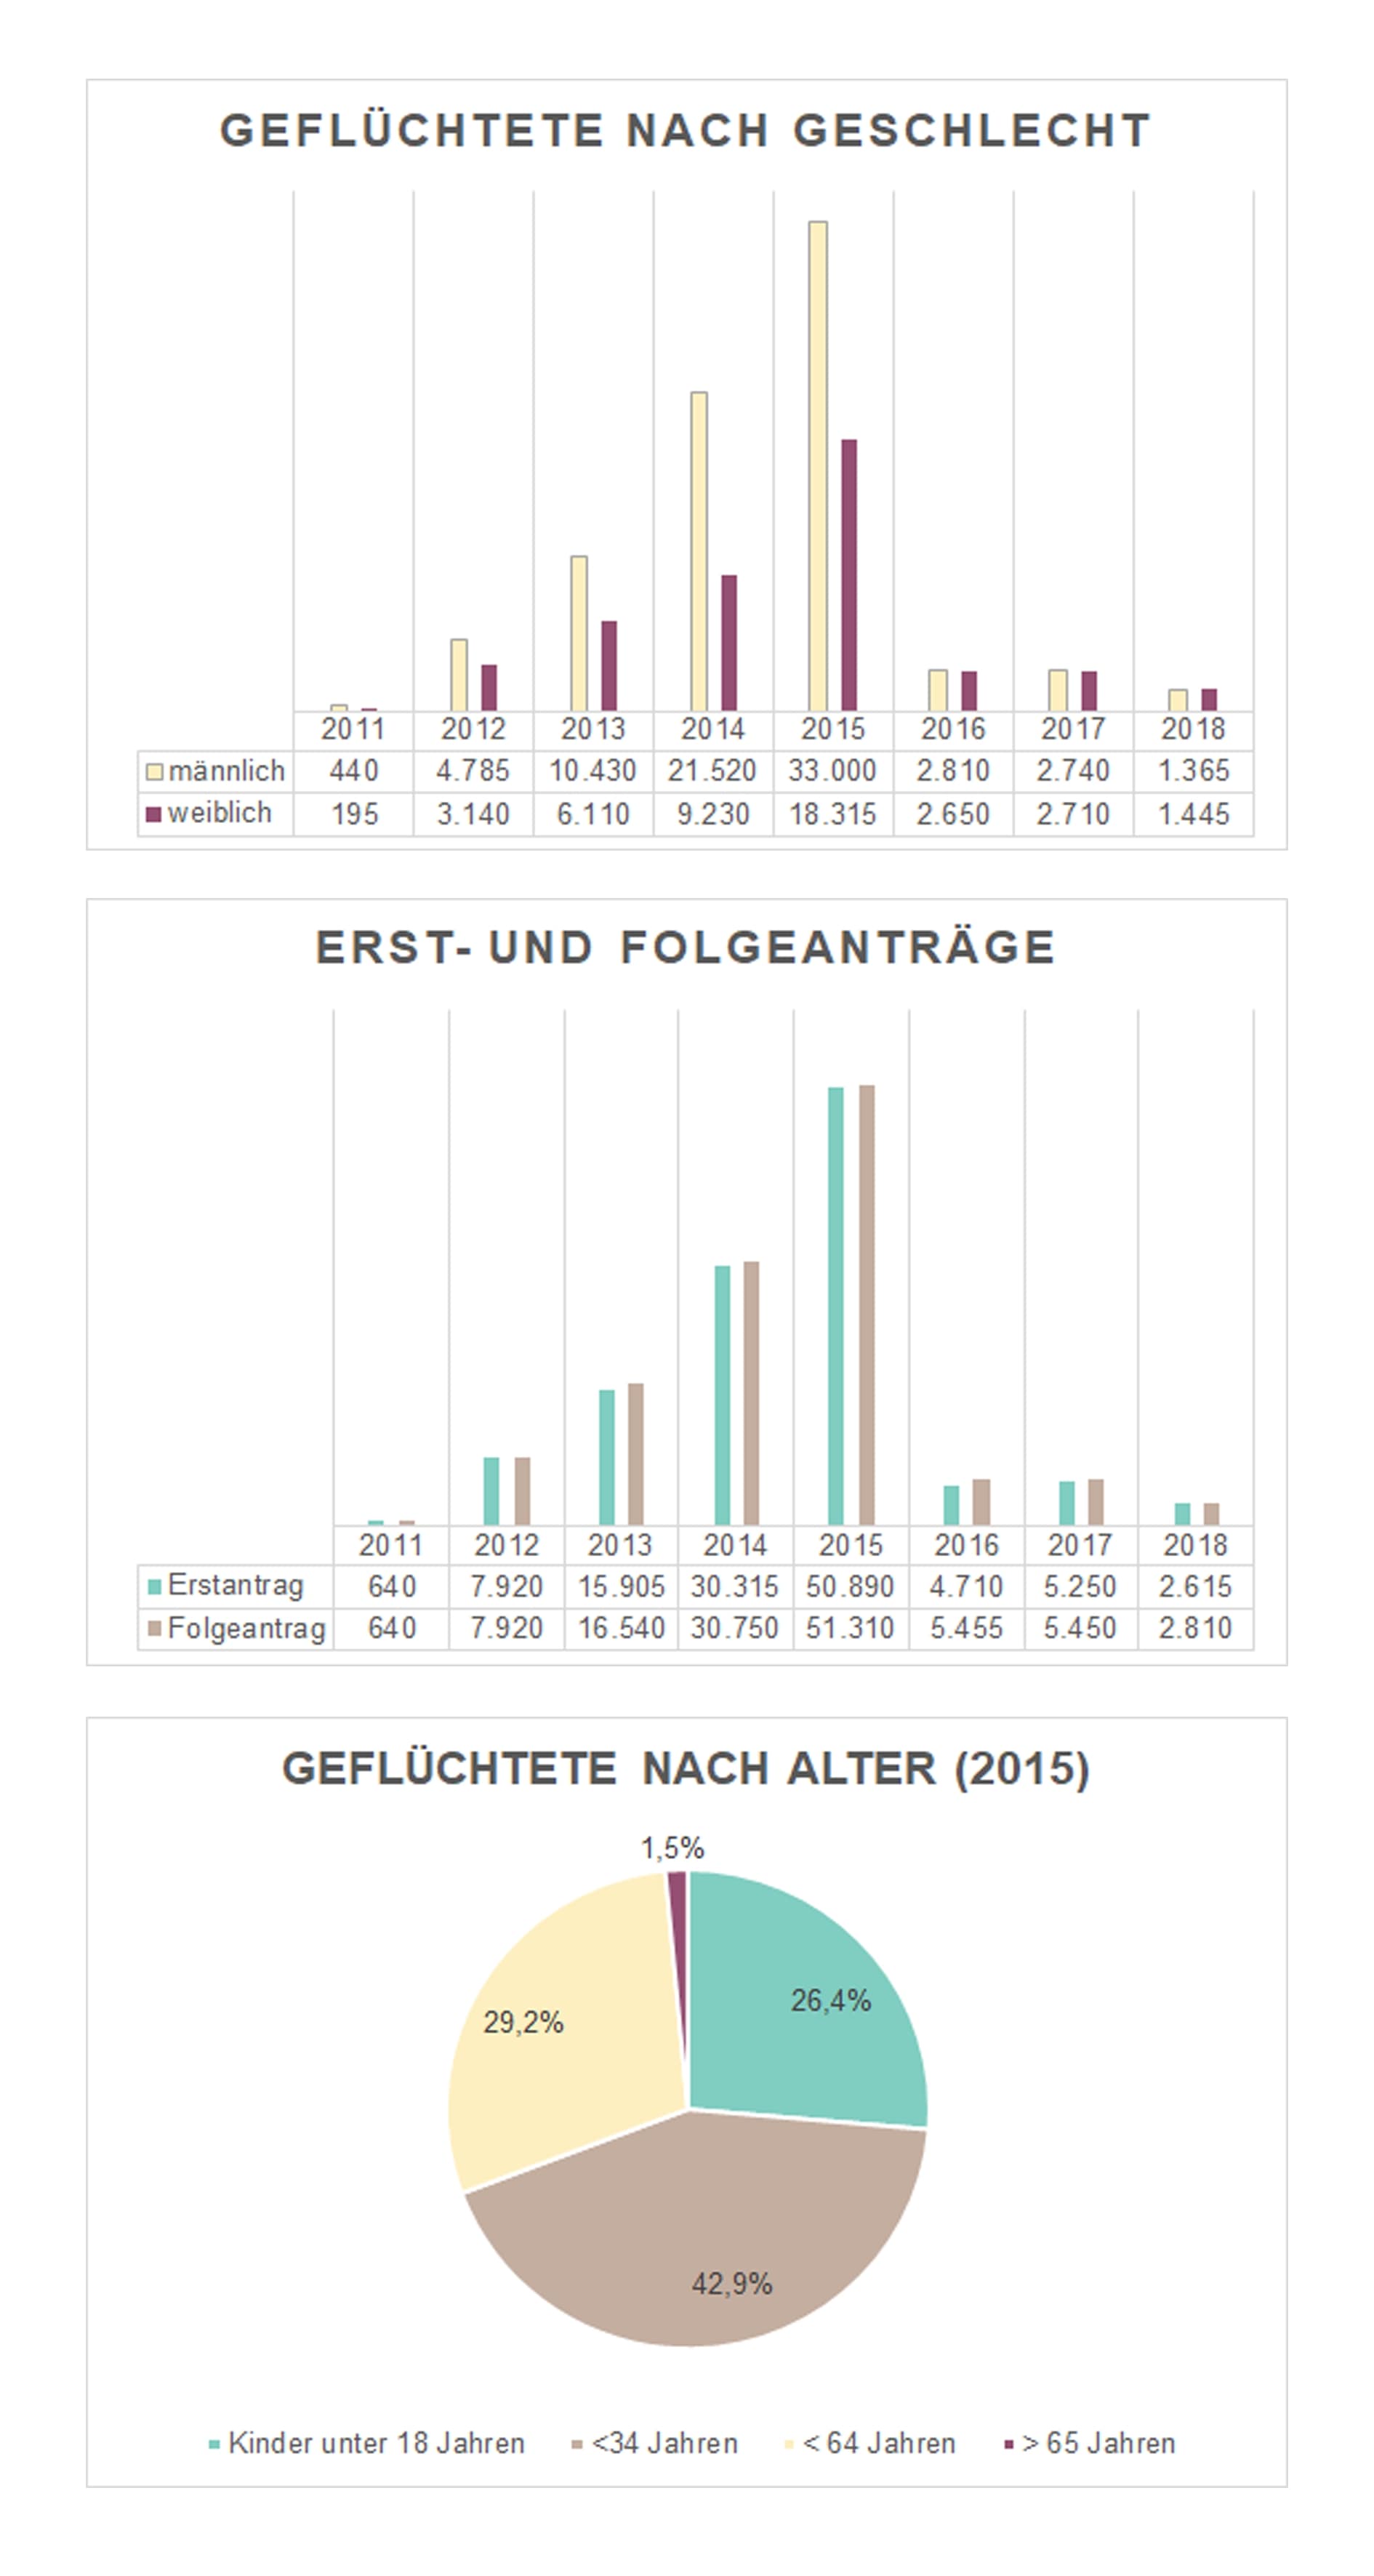 GEFLÜCHTETE NACH GESCHLECHT
2011 2012 2013 2014 2015 2016 2017 2018
männlich 440 4.785 10.430 21.520 33.000 2.810 2.740 1.365
weiblich 195 3.140 6.110 9.230 18.315 2.650 2.710 1.445
ERST- UND FOLGEANTRÄGE
2011 2012 2013 2014 2015 2016 2017 2018
Erstantrag 640 7.920 15.905 30.315 50.890 4.710 5.250 2.615
Folgeantrag 640 7.920 16.540 30.750 51.310 5.455 5.450 2.810
GEFLÜCHTETE NACH ALTER (2015)
1,5%
26,4%
29,2%
42,9%
Kinder unter 18 Jahren <34 Jahren < 64 Jahren > 65 Jahren